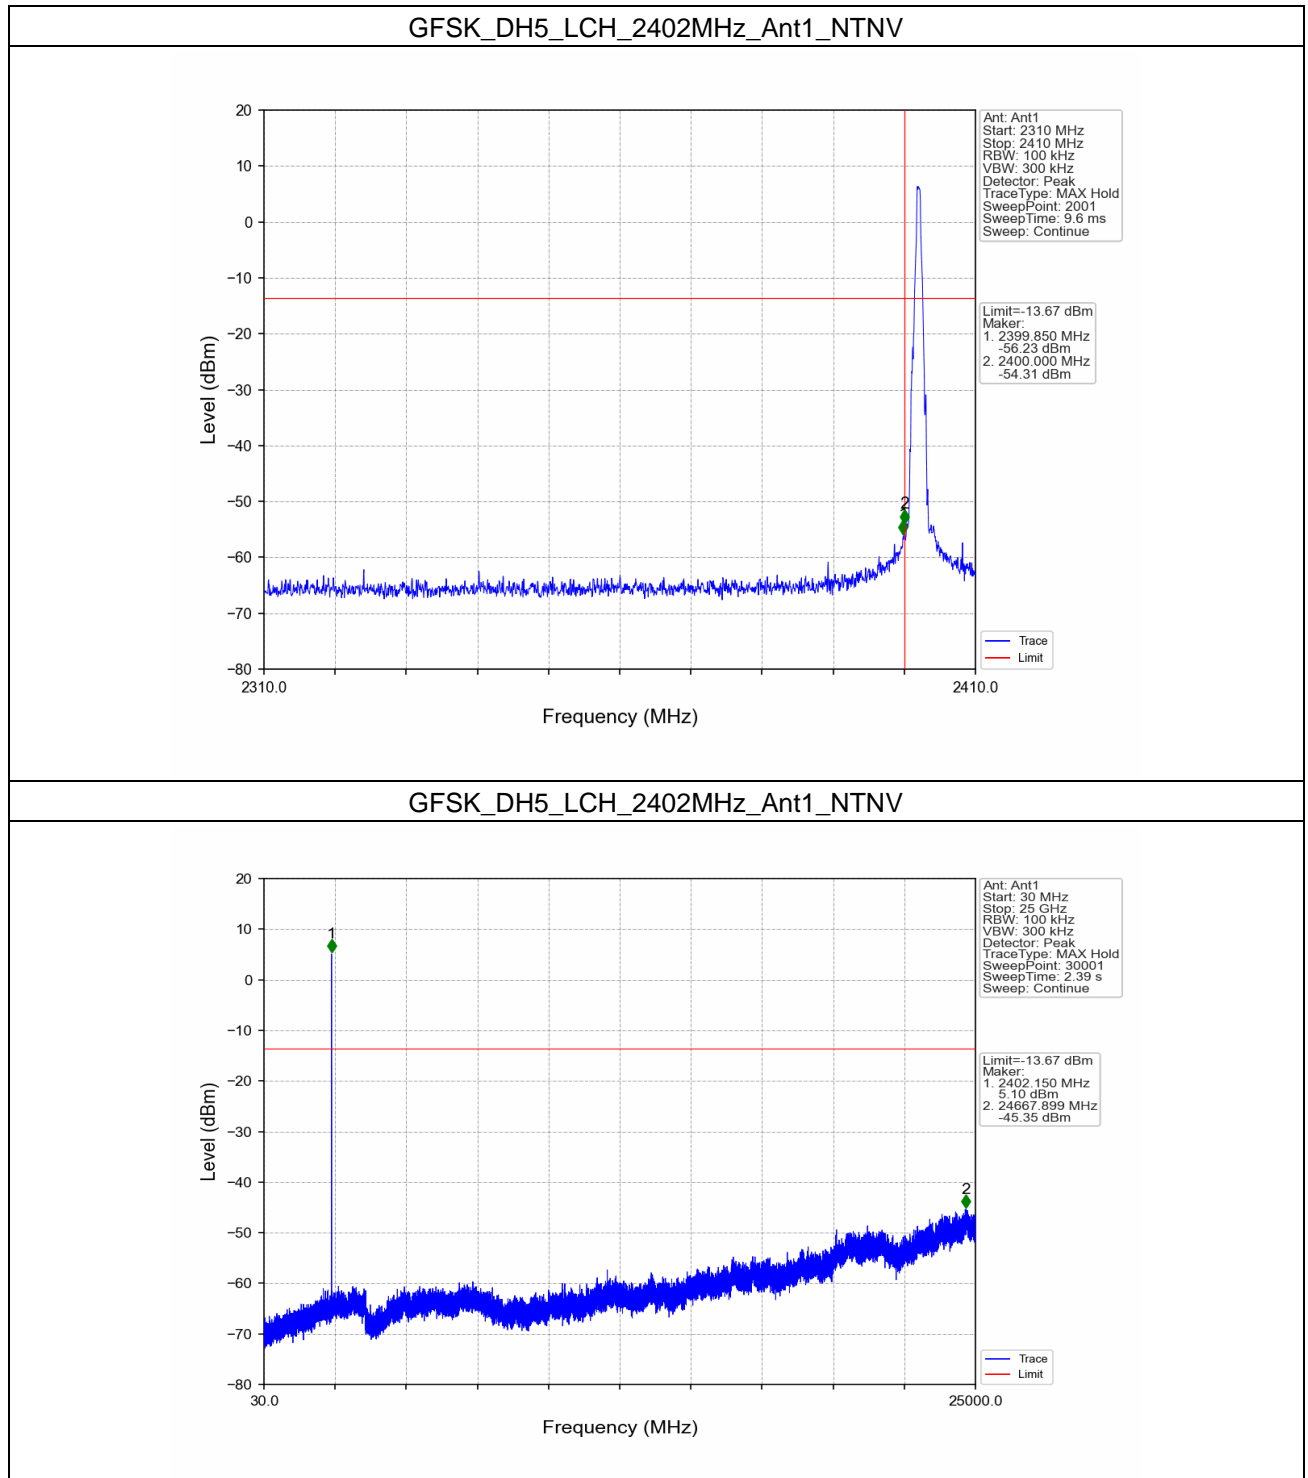 GFSK_DH5_LCH_2402MHz_Ant1_NTNV
20
10
0
−10
−20
−30
−40
−50
−60
−70
−80
Level (dBm)
2310.0
2410.0
Frequency (MHz)
2
Ant: Ant1
Start: 2310 MHz
Stop: 2410 MHz
RBW: 100 kHz
VBW: 300 kHz
Detector: Peak
TraceType: MAX Hold
SweepPoint: 2001
SweepTime: 9.6 ms
Sweep: Continue
Limit=-13.67 dBm
Maker:
1. 2399.850 MHz
-56.23 dBm
2. 2400.000 MHz
-54.31 dBm
Trace
Limit
GFSK_DH5_LCH_2402MHz_Ant1_NTNV
20
10
0
−10
−20
−30
−40
−50
−60
−70
−80
Level (dBm)
30.0
25000.0
Frequency (MHz)
1
2
Ant: Ant1
Start: 30 MHz
Stop: 25 GHz
RBW: 100 kHz
VBW: 300 kHz
Detector: Peak
TraceType: MAX Hold
SweepPoint: 30001
SweepTime: 2.39 s
Sweep: Continue
Limit=-13.67 dBm
Maker:
1. 2402.150 MHz
5.10 dBm
2. 24667.899 MHz
-45.35 dBm
Trace
Limit